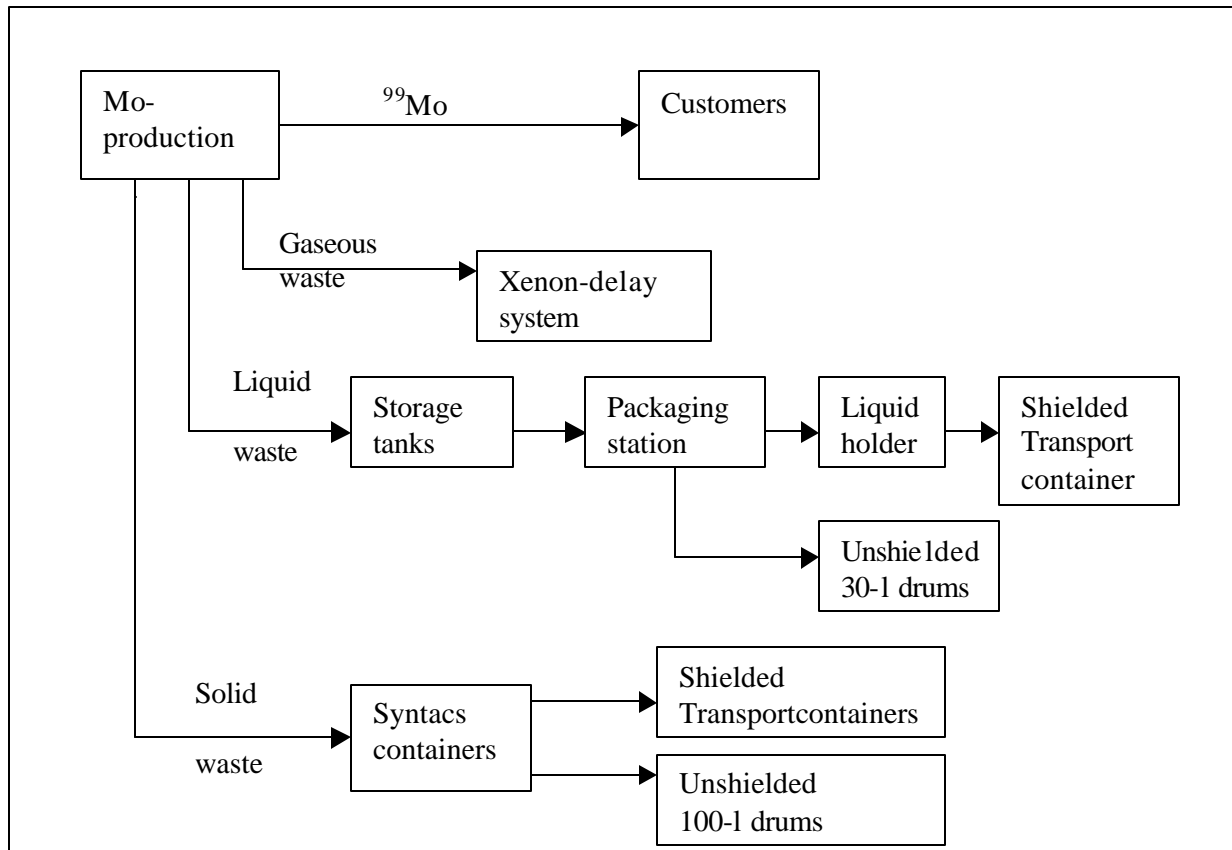 Mo-
production
⁹⁹Mo
Customers
Gaseous
waste
Xenon-delay
system
Liquid
waste
Storage
tanks
Packaging
station
Liquid
holder
Shielded
Transport
container
Unshielded
30-l drums
Solid
waste
Syntacs
containers
Shielded
Transportcontainers
Unshielded
100-l drums